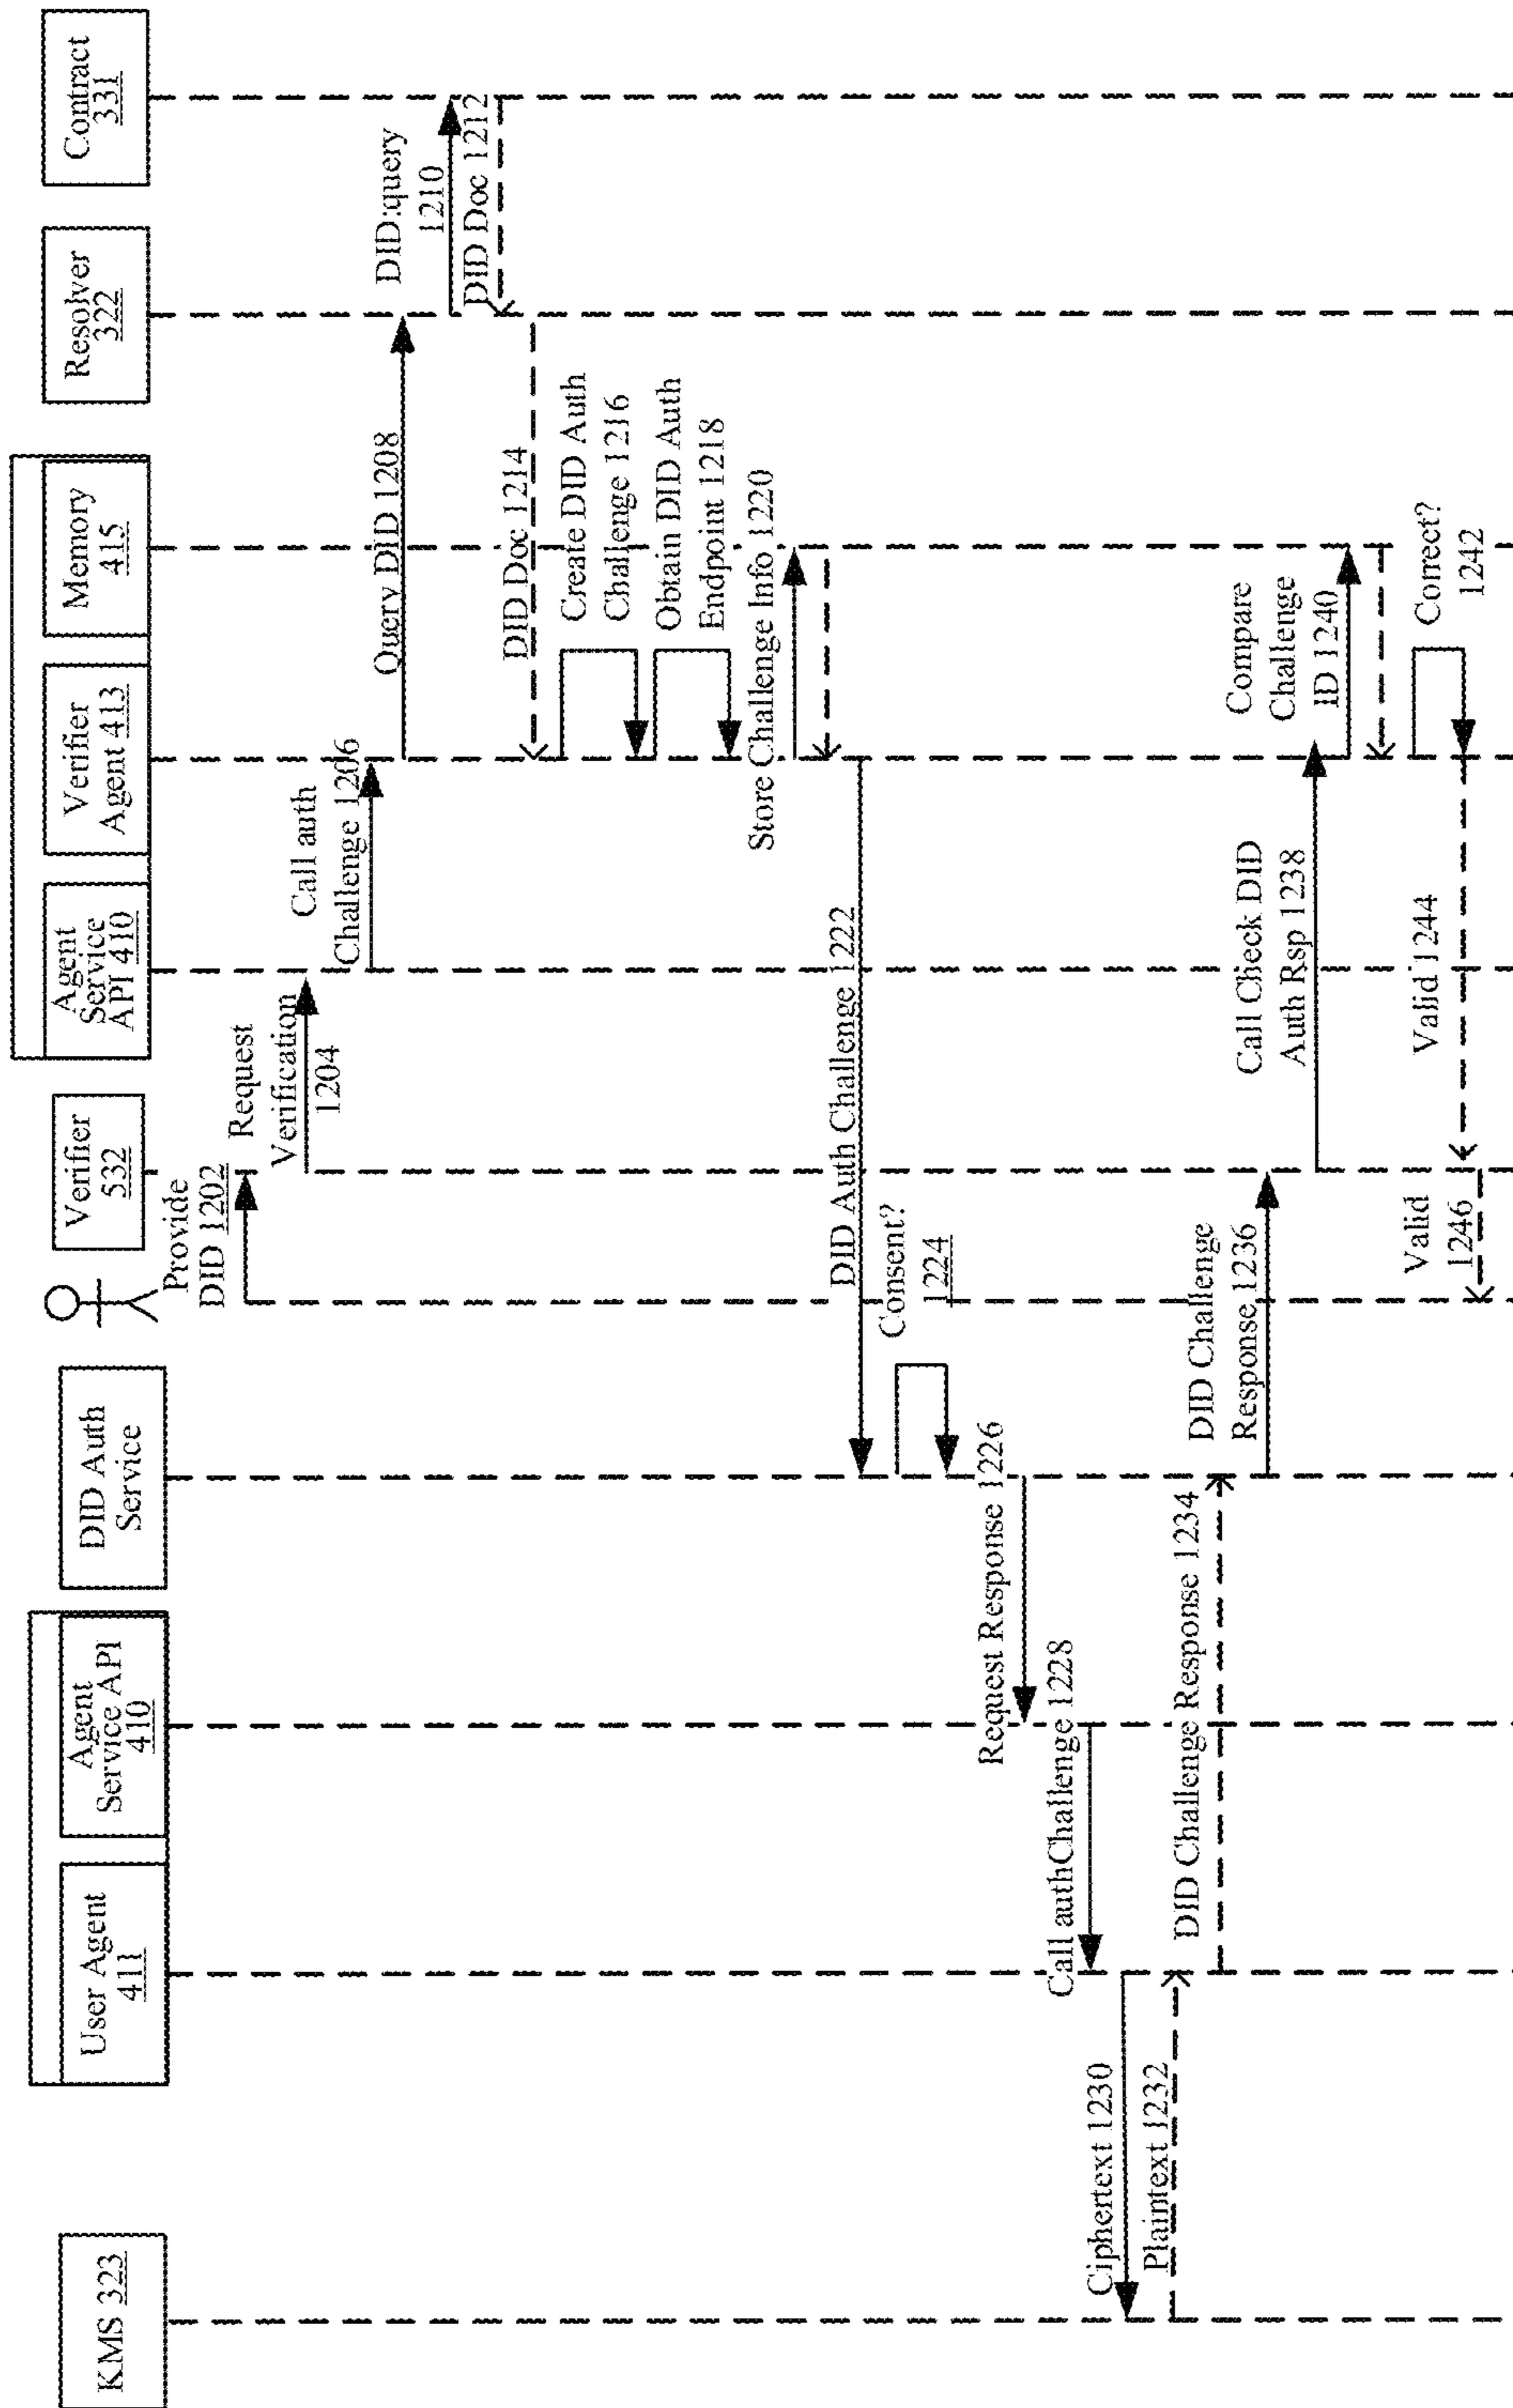 KMS 323
User Agent
411
Agent
Service API
410
DID Auth
Service
Verifier
532
Agent
Service
API 410
Verifier
Agent 413
Memory
415
Resolver
322
Contract
331
Provide
DID 1202
Request
Verification
1204
Call auth
Challenge 1206
Query DID 1208
DID:query
1210
DID Doc 1212
DID Doc 1214
Create DID Auth
Challenge 1216
Obtain DID Auth
Endpoint 1218
Store Challenge Info 1220
DID Auth Challenge 1222
Consent?
1224
Request Response 1226
Call authChallenge 1228
Ciphertext 1230
Plaintext 1232
DID Challenge Response 1234
DID Challenge
Response 1236
Call Check DID
Auth Rsp 1238
Compare
Challenge
ID 1240
Correct?
1242
Valid 1244
Valid
1246